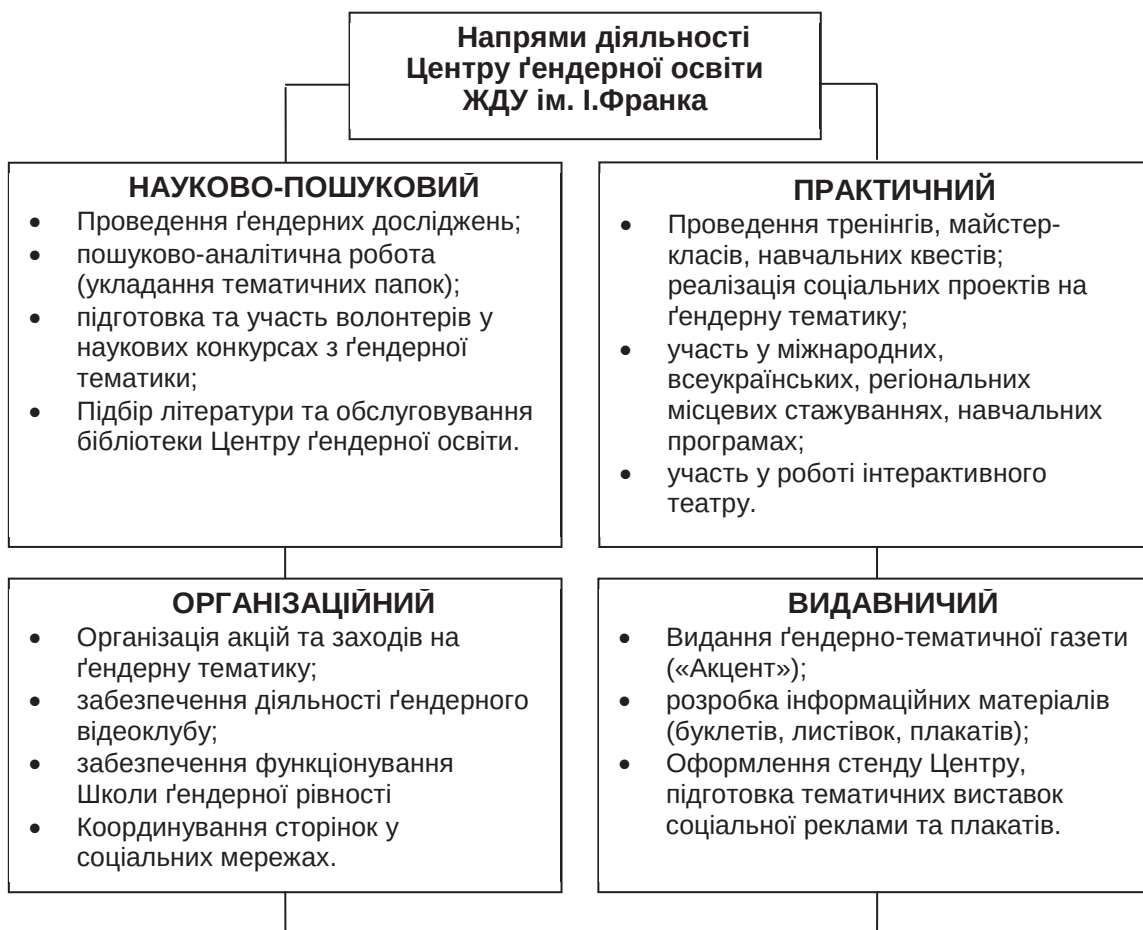 Напрями діяльності
Центру ґендерної освіти
ЖДУ ім. І.Франка
НАУКОВО-ПОШУКОВИЙ
• Проведення ґендерних досліджень;
• пошуково-аналітична робота
(укладання тематичних папок);
• підготовка та участь волонтерів у
наукових конкурсах з ґендерної
тематики;
• Підбір літератури та обслуговування
бібліотеки Центру ґендерної освіти.
ПРАКТИЧНИЙ
• Проведення тренінгів, майстер-
класів, навчальних квестів;
реалізація соціальних проектів на
ґендерну тематику;
• участь у міжнародних,
всеукраїнських, регіональних
місцевих стажуваннях, навчальних
програмах;
• участь у роботі інтерактивного
театру.
ОРГАНІЗАЦІЙНИЙ
• Організація акцій та заходів на
ґендерну тематику;
• забезпечення діяльності ґендерного
відеоклубу;
• забезпечення функціонування
Школи ґендерної рівності
• Координування сторінок у
соціальних мережах.
ВИДАВНИЧИЙ
• Видання ґендерно-тематичної газети
(«Акцент»);
• розробка інформаційних матеріалів
(буклетів, листівок, плакатів);
• Оформлення стенду Центру,
підготовка тематичних виставок
соціальної реклами та плакатів.